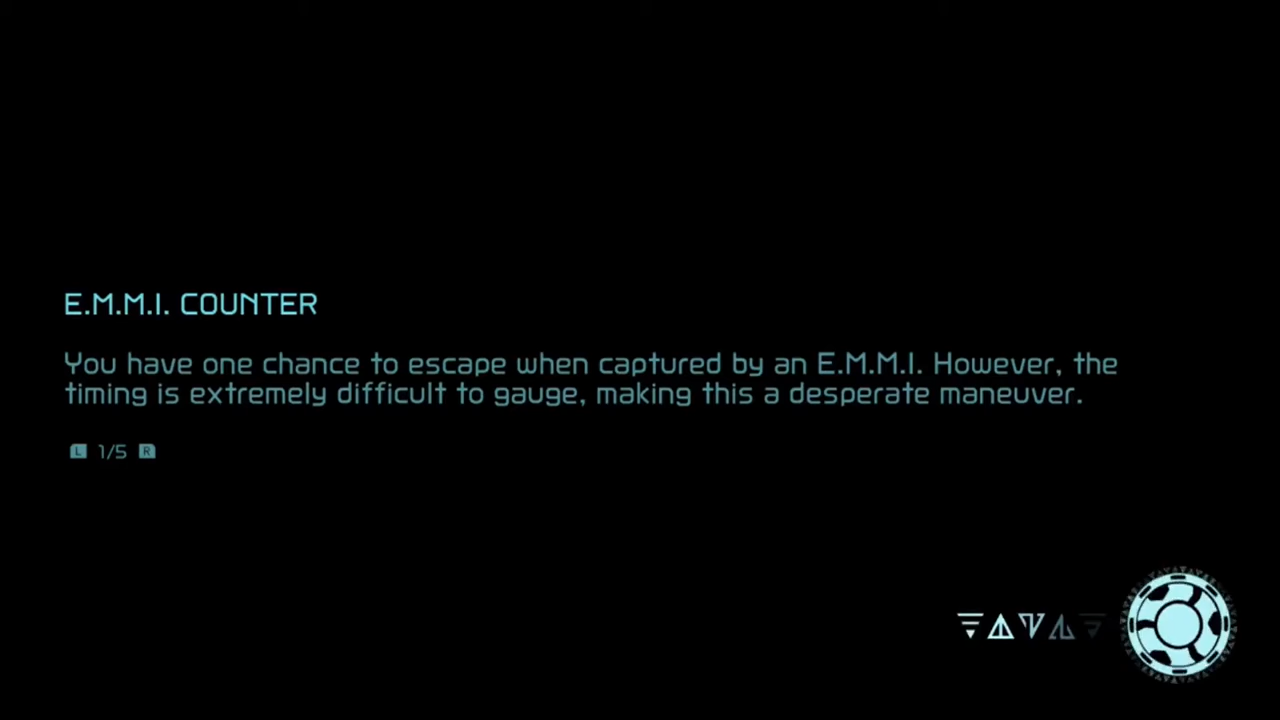 E.M.M.I. COUNTER
You have one chance to escape when captured by an E.M.M.I. However, the
timing is extremely difficult to gauge, making this a desperate maneuver.
L 1/5 R